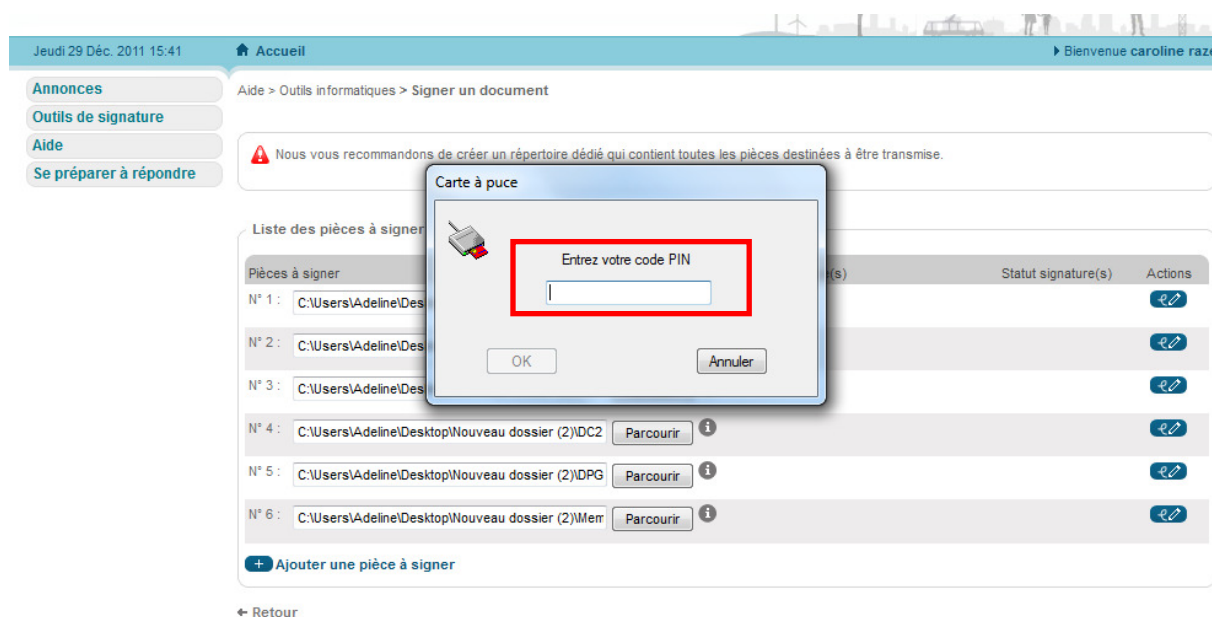 Jeudi 29 Déc. 2011 15:41
Accueil
Bienvenue caroline raze
Annonces
Outils de signature
Aide
Se préparer à répondre
Aide > Outils informatiques > Signer un document
Nous vous recommandons de créer un répertoire dédié qui contient toutes les pièces destinées à être transmise.
Carte à puce
Entrez votre code PIN
OK
Annuler
Liste des pièces à signer
Pièces à signer
(s)
Statut signature(s)
Actions
N° 1 : C:\Users\Adeline\Des
N° 2 : C:\Users\Adeline\Des
N° 3 : C:\Users\Adeline\Des
N° 4 : C:\Users\Adeline\Desktop\Nouveau dossier (2)\DC2 Parcourir
N° 5 : C:\Users\Adeline\Desktop\Nouveau dossier (2)\DPG Parcourir
N° 6 : C:\Users\Adeline\Desktop\Nouveau dossier (2)\Mem Parcourir
Ajouter une pièce à signer
Retour